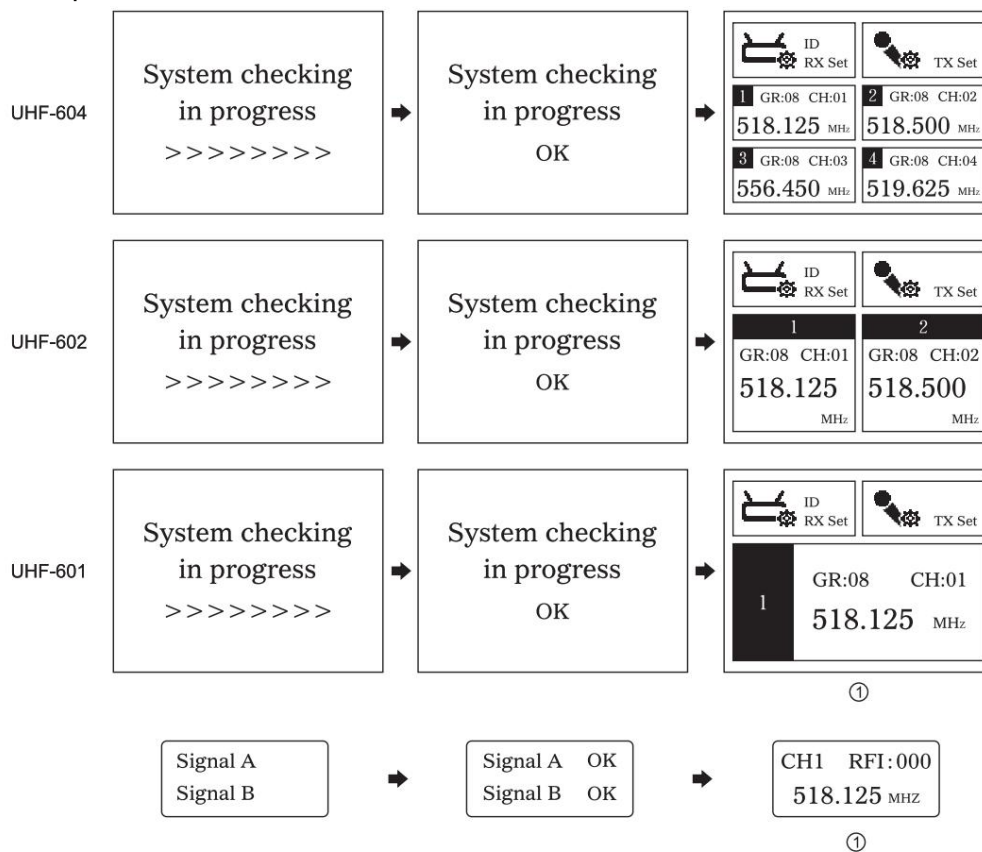 UHF-604
System checking
in progress
>>>>>>>>
System checking
in progress
OK
ID
RX Set
TX Set
1 GR:08 CH:01
518.125 MHz
2 GR:08 CH:02
518.500 MHz
3 GR:08 CH:03
556.450 MHz
4 GR:08 CH:04
519.625 MHz
UHF-602
System checking
in progress
>>>>>>>>
System checking
in progress
OK
ID
RX Set
TX Set
1
GR:08 CH:01
518.125
MHz
2
GR:08 CH:02
518.500
MHz
UHF-601
System checking
in progress
>>>>>>>>
System checking
in progress
OK
ID
RX Set
TX Set
1
GR:08 CH:01
518.125 MHz
①
Signal A
Signal B
Signal A OK
Signal B OK
CH1 RFI:000
518.125 MHZ
①